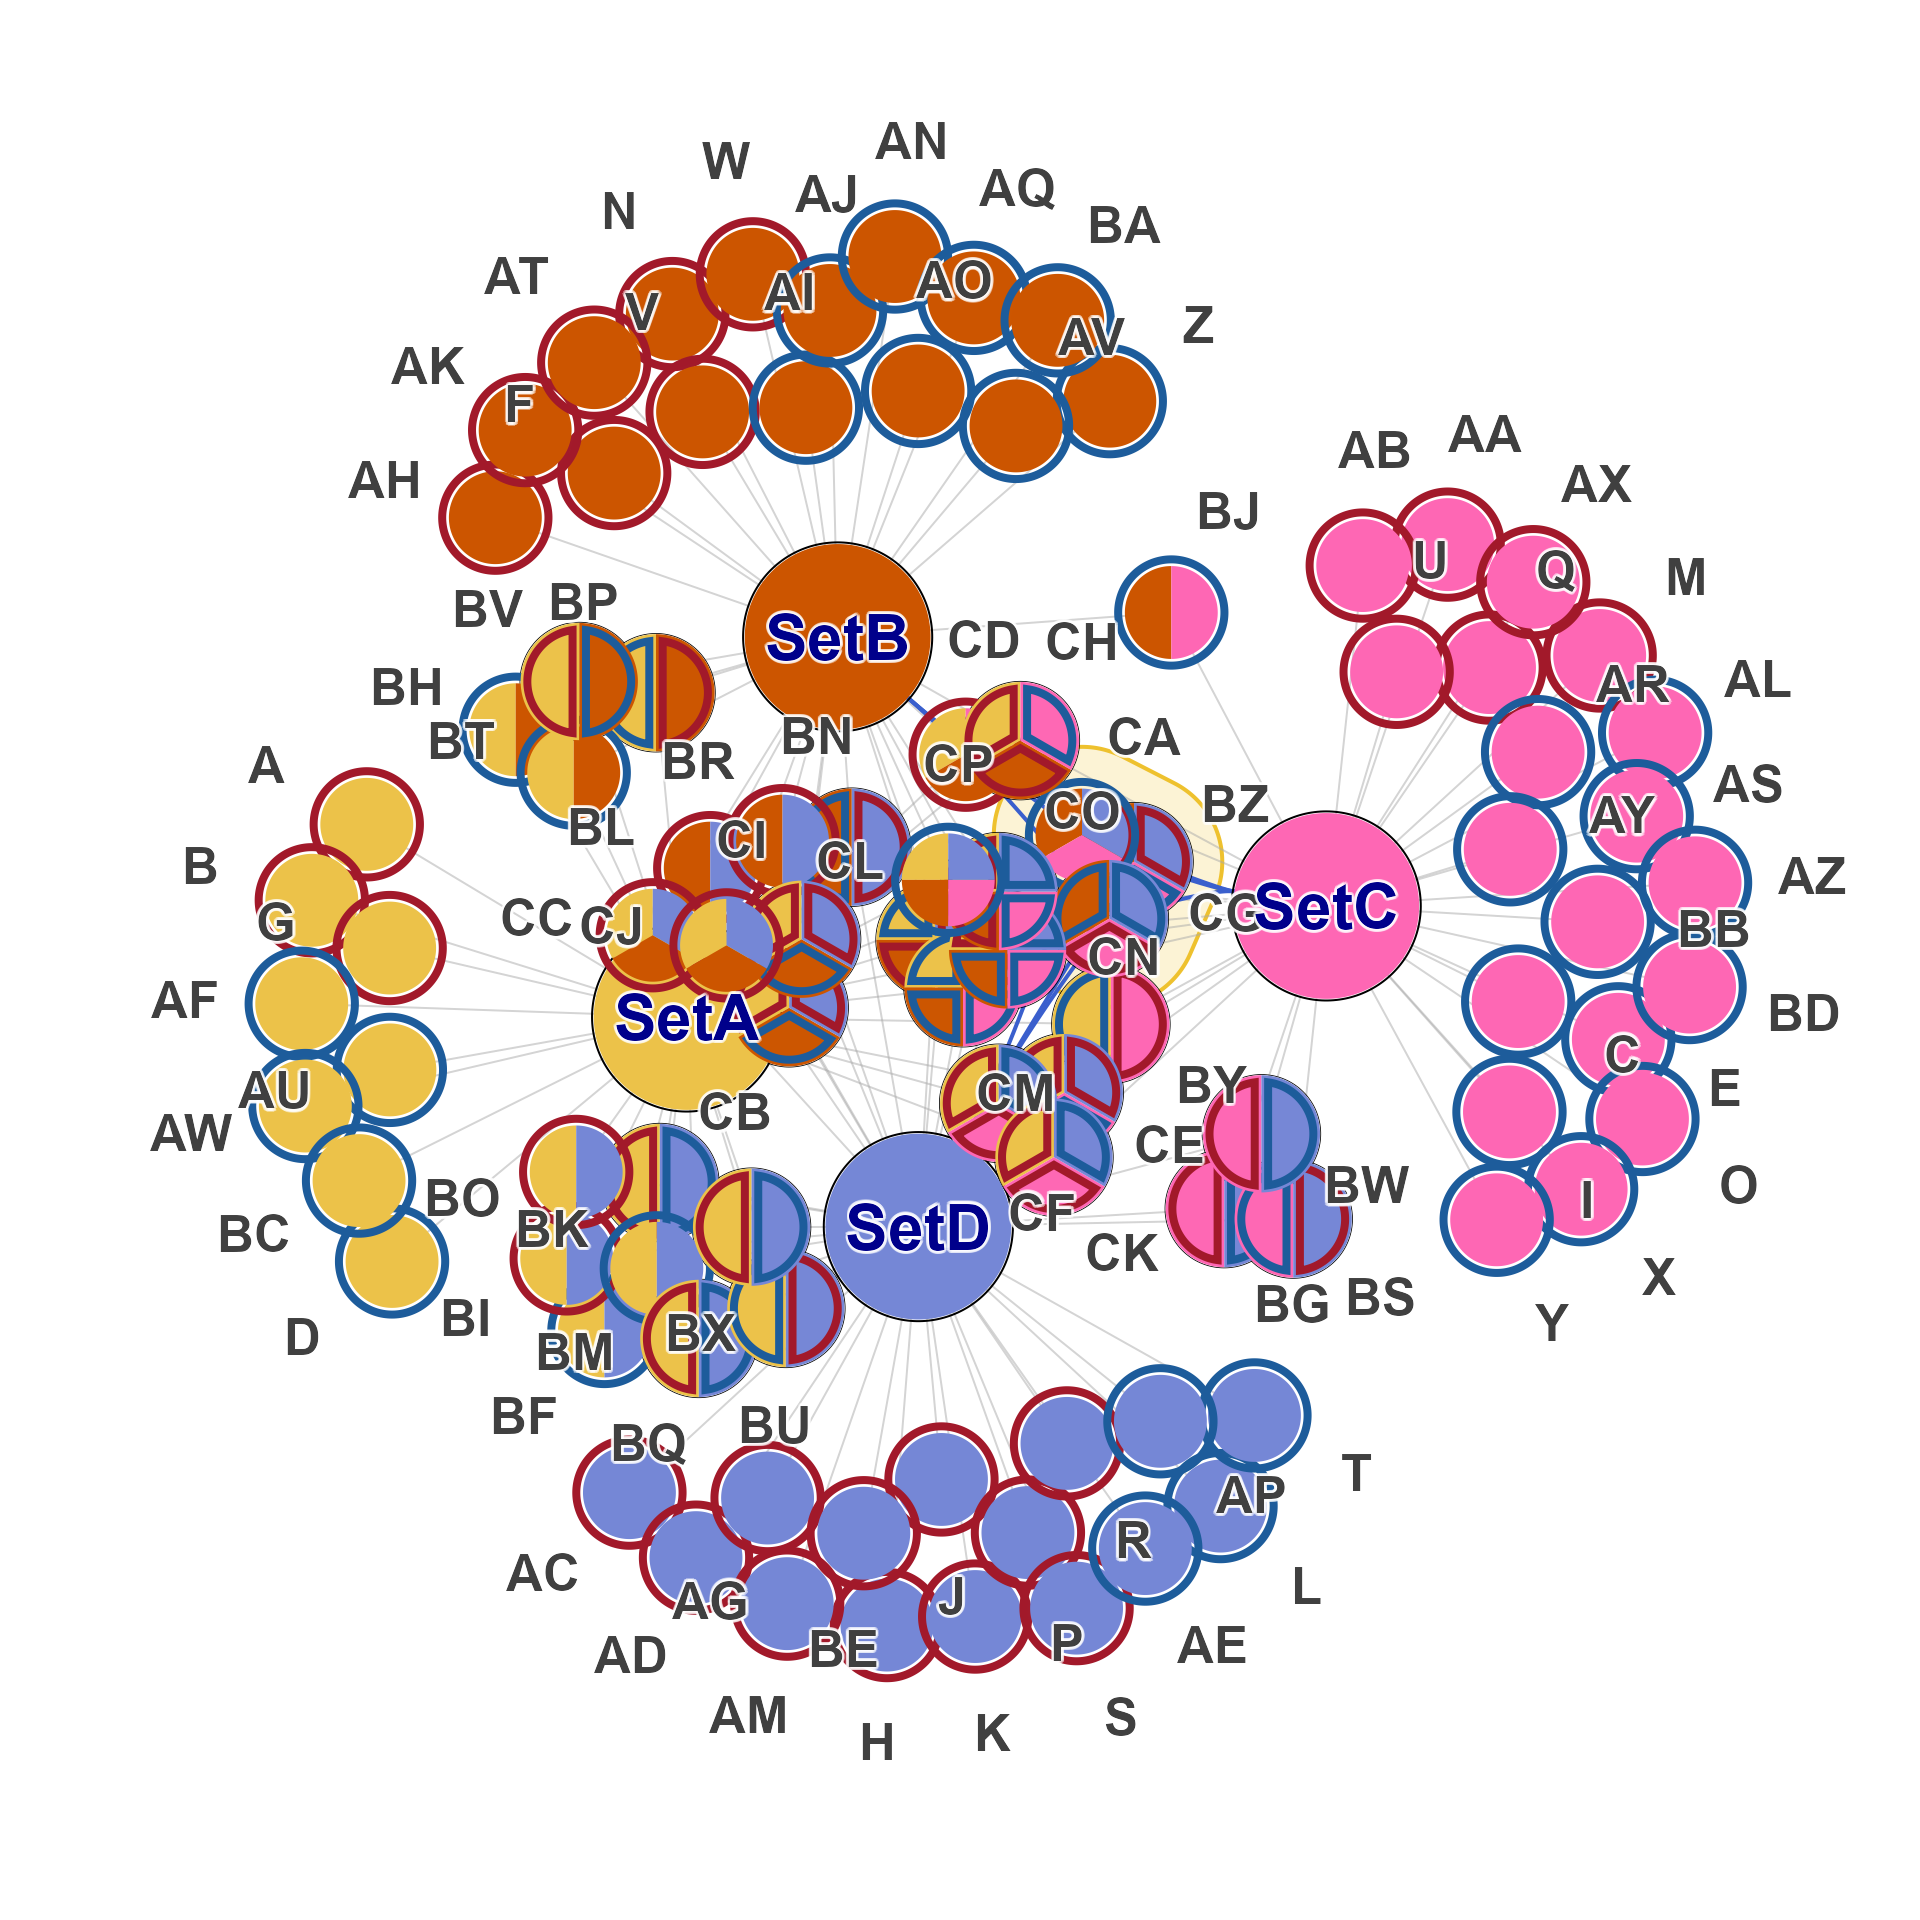 AN
W
AJ
AQ
N
BA
AT
AO
AI
V
Z
AV
AK
F
AB
AA
AH
AX
BJ
U
Q
M
BV
BP
SetB
CD
CH
BH
AR
AL
BT
BN
CA
A
BR
CP
AS
BZ
CO
AY
BL
CI
CL
B
AZ
G
CC
CJ
CG
SetC
BB
CN
AF
SetA
BD
C
AU
CM
BY
E
CB
AW
CE
BO
BW
O
BK
CF
SetD
I
BC
CK
X
BI
BX
BG
BS
D
BM
Y
BF
BU
BQ
T
AP
R
AC
AG
J
L
BE
P
AE
AD
AM
S
H
K